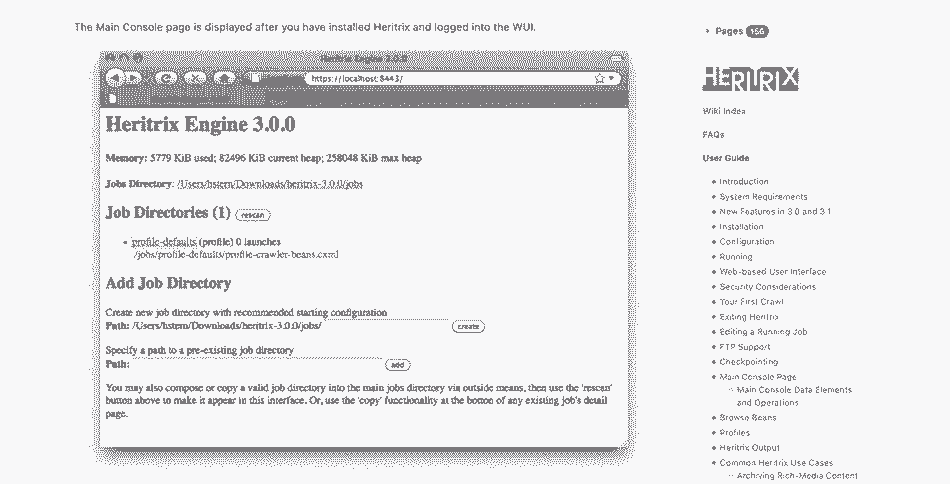 The Main Console page is displayed after you have installed Heritrix and logged into the WUI.
Heritrix Engine 3.0.0
https://localhost:8443/
Heritrix Engine 3.0.0
Memory: 5779 KiB used; 82496 KiB current heap; 258048 KiB max heap
Jobs Directory: /Users/hstern/Downloads/heritrix-3.0.0/jobs
Job Directories (1) rescan
• profile-defaults (profile) 0 launches
/jobs/profile-defaults/profile-crawler-beans.cxml
Add Job Directory
Create new job directory with recommended starting configuration
Path: /Users/hstern/Downloads/heritrix-3.0.0/jobs/ create
Specify a path to a pre-existing job directory
Path: add
You may also compose or copy a valid job directory into the main jobs directory via outside means, then use the 'rescan'
button above to make it appear in this interface. Or, use the 'copy' functionality at the botton of any existing job's detail
page.
Pages 156
HERITRIX
Wiki Index
FAQs
User Guide
Introduction
System Requirements
New Features in 3.0 and 3.1
Installation
Configuration
Running
Web-based User Interface
Security Considerations
Your First Crawl
Exiting Heritrix
Editing a Running Job
FTP Support
Checkpointing
Main Console Page
Main Console Data Elements
and Operations
Browse Beans
Profiles
Heritrix Output
Common Heritrix Use Cases
Archiving Rich-Media Content